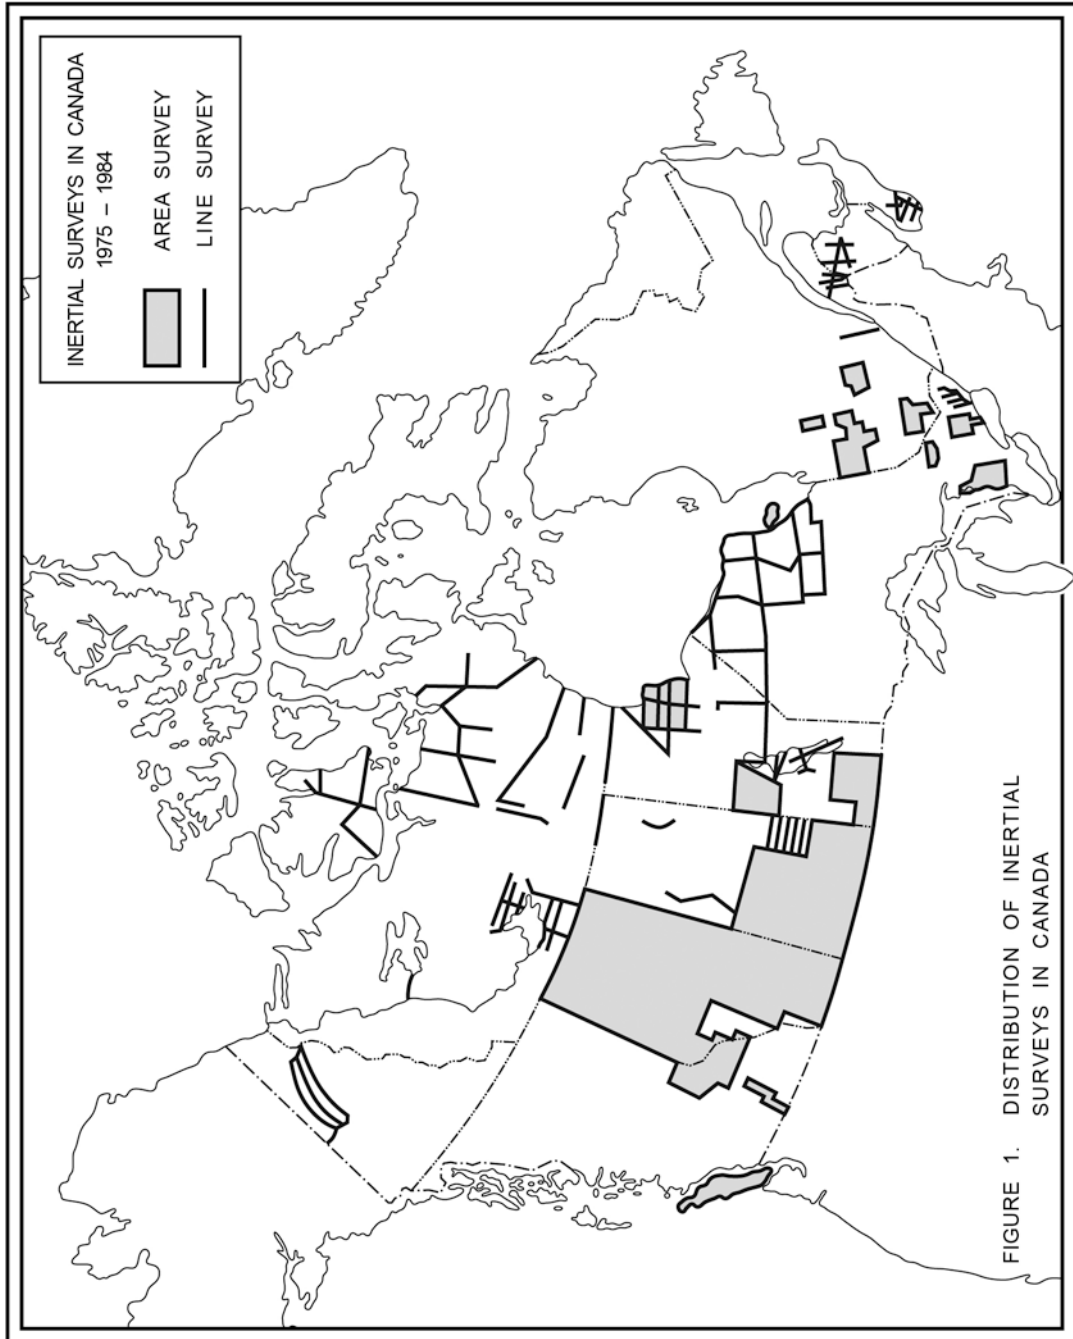 INERTIAL SURVEYS IN CANADA
1975 – 1984
AREA SURVEY
LINE SURVEY
FIGURE 1. DISTRIBUTION OF INERTIAL
SURVEYS IN CANADA